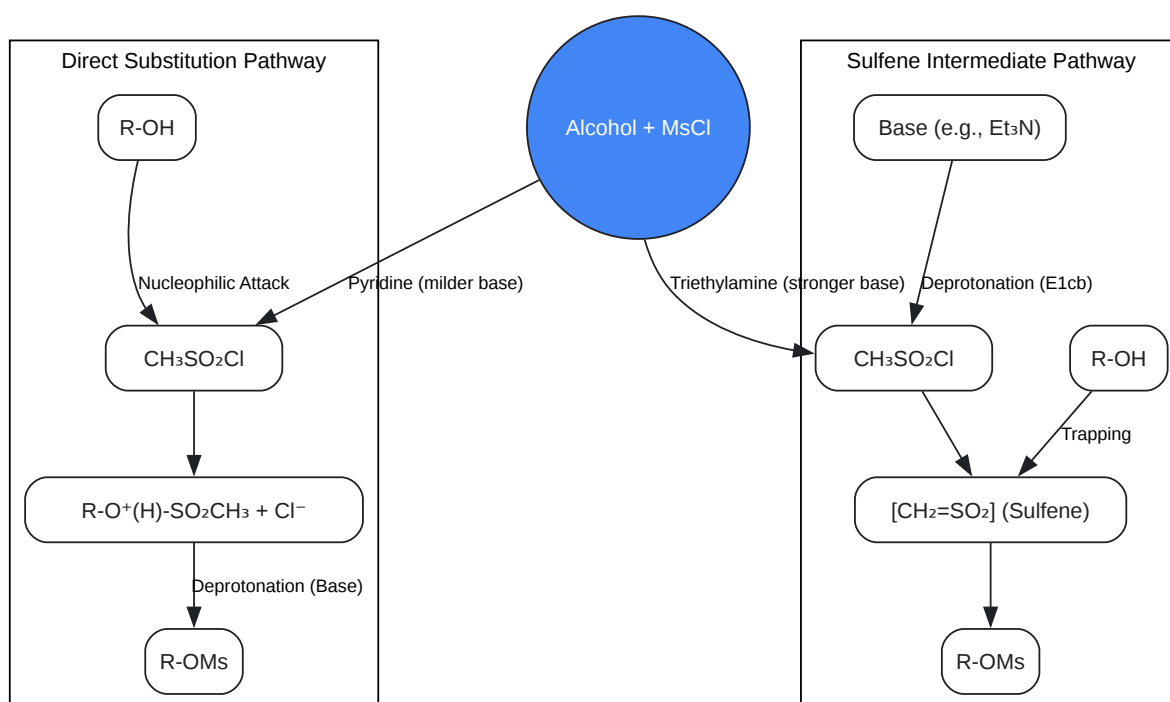 Direct Substitution Pathway
Sulfene Intermediate Pathway
R-OH
Alcohol + MsCl
Base (e.g., Et₃N)
Nucleophilic Attack
Pyridine (milder base)
Triethylamine (stronger base)
Deprotonation (E1cb)
CH₃SO₂Cl
CH₃SO₂Cl
R-OH
Trapping
R-O⁺(H)-SO₂CH₃ + Cl⁻
[CH₂=SO₂] (Sulfene)
Deprotonation (Base)
R-OMs
R-OMs